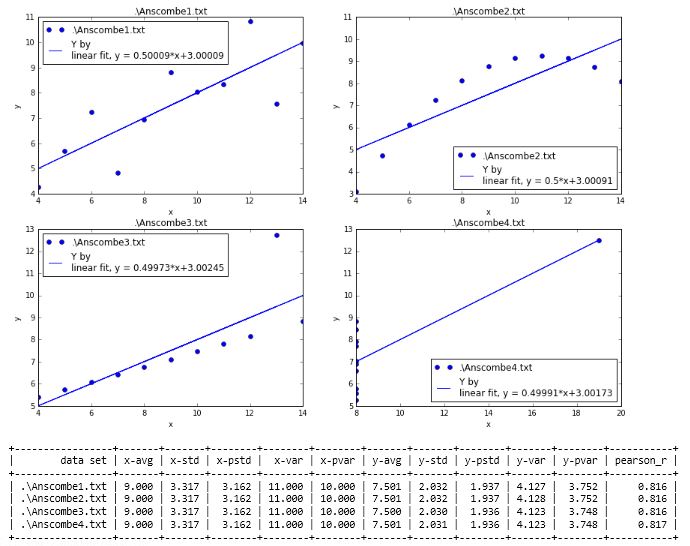 .\Anscombe1.txt
11
10
9
8
7
6
5
4
y
.\Anscombe1.txt
Y by
linear fit, y = 0.50009*x+3.00009
4 6 8 10 12 14
x
.\Anscombe2.txt
11
10
9
8
7
6
5
4
3
y
.\Anscombe2.txt
Y by
linear fit, y = 0.5*x+3.00091
4 6 8 10 12 14
x
.\Anscombe3.txt
13
12
11
10
9
8
7
6
5
y
.\Anscombe3.txt
Y by
linear fit, y = 0.49973*x+3.00245
4 6 8 10 12 14
x
.\Anscombe4.txt
13
12
11
10
9
8
7
6
5
y
.\Anscombe4.txt
Y by
linear fit, y = 0.49991*x+3.00173
8 10 12 14 16 18 20
x
| data set | x-avg | x-std | x-pstd | x-var | x-pvar | y-avg | y-std | y-pstd | y-var | y-pvar | pearson_r |
| .\Anscombe1.txt | 9.000 | 3.317 | 3.162 | 11.000 | 10.000 | 7.501 | 2.032 | 1.937 | 4.127 | 3.752 | 0.816 |
| .\Anscombe2.txt | 9.000 | 3.317 | 3.162 | 11.000 | 10.000 | 7.501 | 2.032 | 1.937 | 4.128 | 3.752 | 0.816 |
| .\Anscombe3.txt | 9.000 | 3.317 | 3.162 | 11.000 | 10.000 | 7.500 | 2.030 | 1.936 | 4.123 | 3.748 | 0.816 |
| .\Anscombe4.txt | 9.000 | 3.317 | 3.162 | 11.000 | 10.000 | 7.501 | 2.031 | 1.936 | 4.123 | 3.748 | 0.817 |